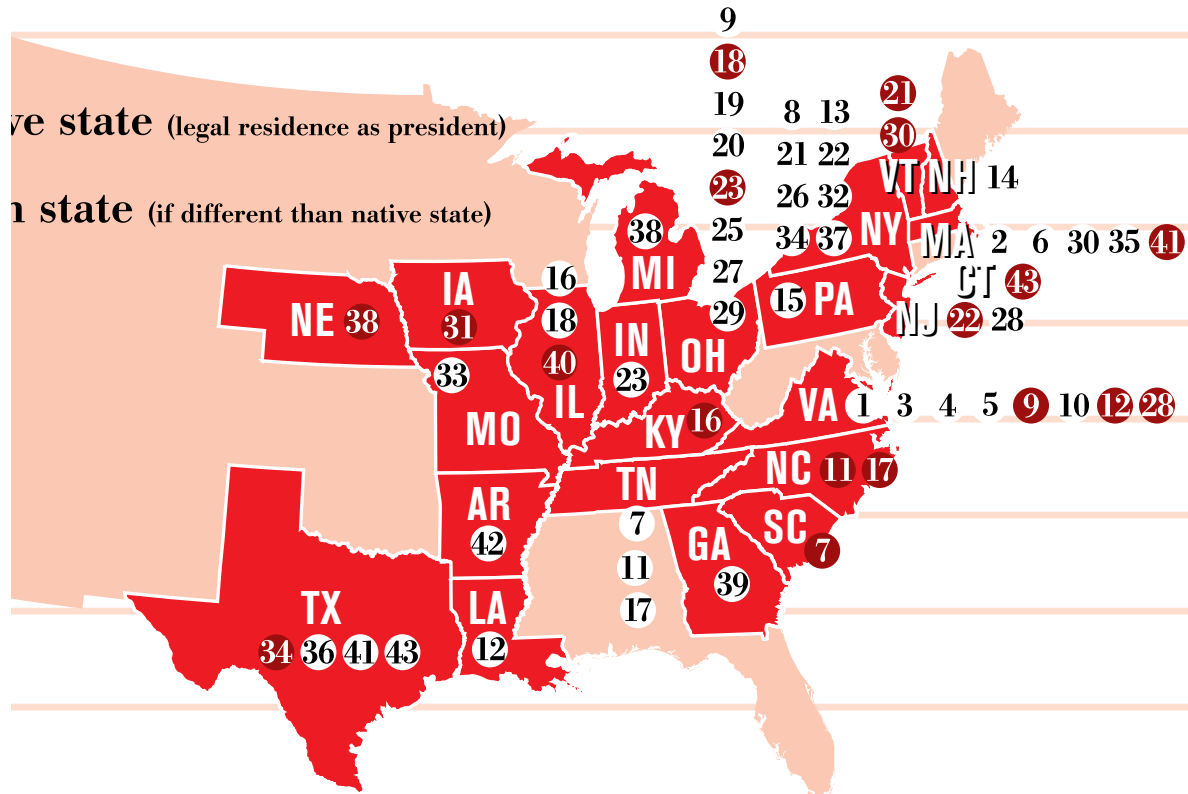 9
18
19
20
23
25
27
29
8 13
21 22
26 32
34 37
21
30
ve state (legal residence as president)
n state (if different than native state)
VT NH 14
NY
MA 2 6 30 35 41
CT 43
NJ 22 28
38
MI
15 PA
16
18
40
IL
IA
31
NE 38
IN
23
OH
33
MO
KY 16
VA 1 3 4 5 9 10 12 28
NC 11 17
TN
7
11
17
AR
42
GA
39
SC
7
TX
34 36 41 43
LA
12